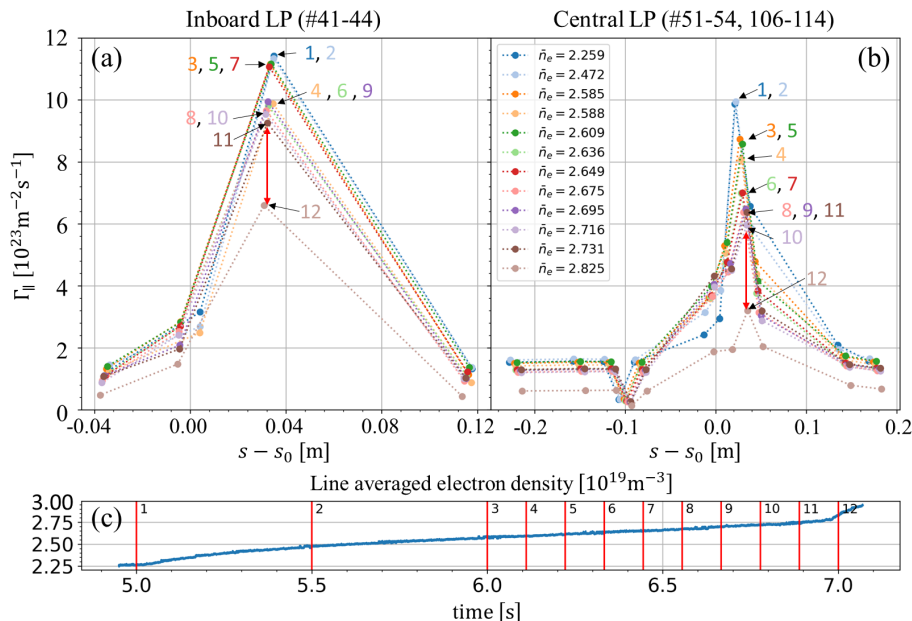 Inboard LP (#41-44)
Central LP (#51-54, 106-114)
(a)
(b)
12
10
8
6
4
2
0
Γ∥ [10²³m⁻²s⁻¹]
1, 2
3, 5, 7
4, 6, 9
8, 10
11
12
-0.04
0.00
0.04
0.08
0.12
s − s₀ [m]
n̄ₑ = 2.259
n̄ₑ = 2.472
n̄ₑ = 2.585
n̄ₑ = 2.588
n̄ₑ = 2.609
n̄ₑ = 2.636
n̄ₑ = 2.649
n̄ₑ = 2.675
n̄ₑ = 2.695
n̄ₑ = 2.716
n̄ₑ = 2.731
n̄ₑ = 2.825
1, 2
3, 5
4
6, 7
8, 9, 11
10
12
-0.2
-0.1
0.0
0.1
0.2
s − s₀ [m]
Line averaged electron density [10¹⁹m⁻³]
(c)
3.00
2.75
2.50
2.25
1
2
3
4
5
6
7
8
9
10
11
12
5.0
5.5
6.0
6.5
7.0
time [s]